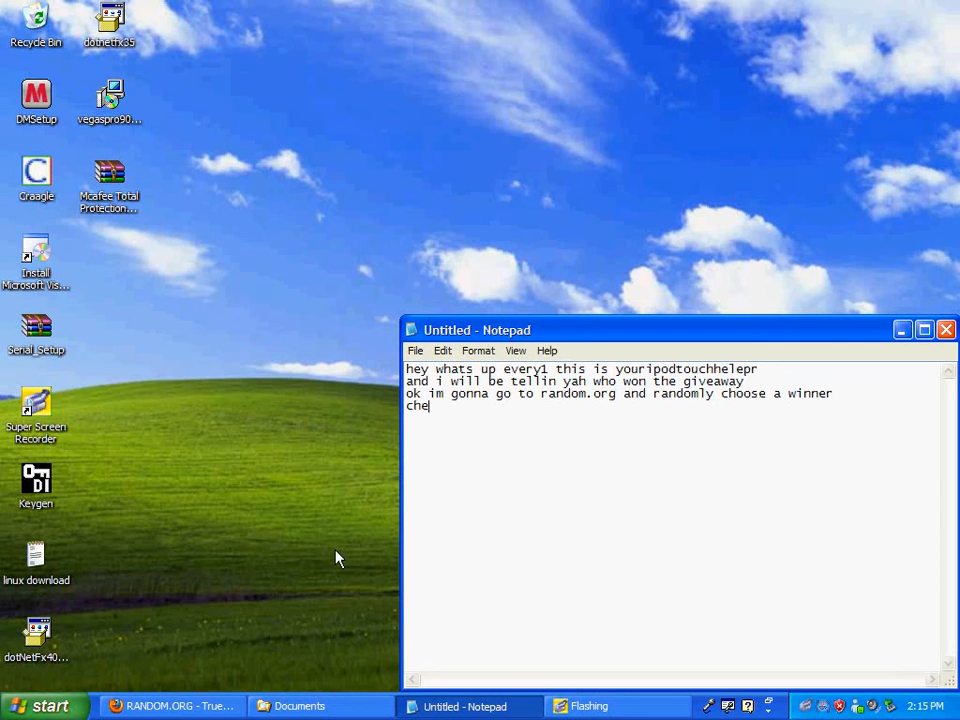 Recycle Bin
dotnetfx35
DMSetup
vegaspro90...
Craagle
Mcafee Total
Protection...
Install
Microsoft Vis...
Serial_Setup
Super Screen
Recorder
Keygen
linux download
dotNetFx40...
Untitled - Notepad
File Edit Format View Help
hey whats up every1 this is youripodtouchhelepr
and i will be tellin yah who won the giveaway
ok im gonna go to random.org and randomly choose a winner
che
start
RANDOM.ORG - True...
Documents
Untitled - Notepad
Flashing
2:15 PM